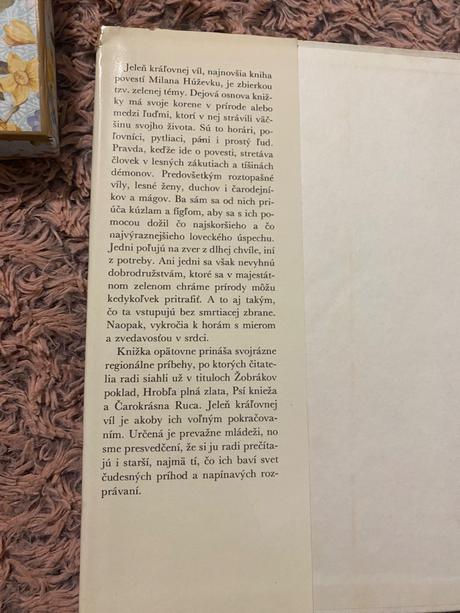 Jeleň kráľovnej víl, najnovšia kniha
povestí Milana Húževku, je zbierkou
tzv. zelenej témy. Dejová osnova kniž-
ky má svoje korene v prírode alebo
medzi ľuďmi, ktorí v nej strávili väč-
šinu svojho života. Sú to horári, po-
ľovníci, pytliaci, páni i prostý ľud.
Pravda, keďže ide o povesti, stretáva
človek v lesných zákutiach a tíšinách
démonov. Predovšetkým roztopašné
víly, lesné ženy, duchov i čarodejní-
kov a mágov. Ba sám sa od nich pri-
účа kúzlam a fígľom, aby sa s ich po-
mocou dožil čo najskoršieho a čo
najvýraznejšieho loveckého úspechu.
Jedni poľujú na zver z dlhej chvíle, iní
z potreby. Ani jedni sa však nevyhnú
dobrodružstvám, ktoré sa v majestát-
nom zelenom chráme prírody môžu
kedykoľvek pritrafiť. A to aj takým,
čo ta vstupujú bez smrtiacej zbrane.
Naopak, vykročia k horám s mierom
a zvedavosťou v srdci.
Knižka opätovne prináša svojrázne
regionálne príbehy, po ktorých čitate-
lia radi siahli už v tituloch Žobrákov
poklad, Hrobľa plná zlata, Psí knieža
a Čarokrásna Ruca. Jeleň kráľovnej
víl je akoby ich voľným pokračova-
ním. Určená je prevažne mládeži, no
sme presvedčení, že si ju radi prečíta-
jú i starší, najmä tí, čo ich baví svet
čudesných príhod a napínavých roz-
právaní.